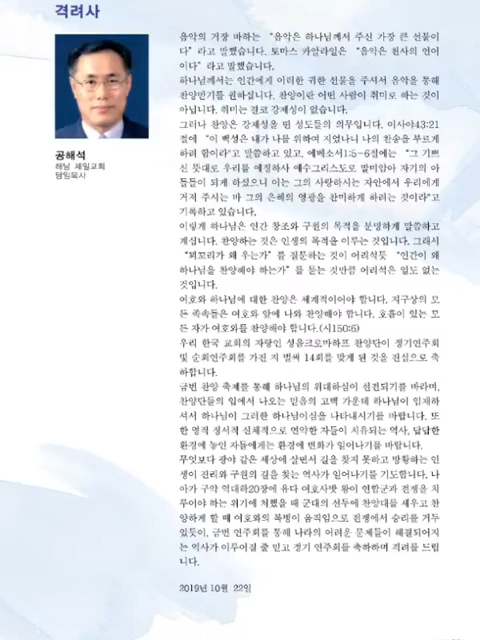 격려사
공해석
해남 제일교회
담임목사
음악의 거장 바하는 “음악은 하나님께서 주신 가장 큰 선물이
다” 라고 말했습니다. 토마스 카알라일은 “음악은 천사의 언어
이다” 라고 말했습니다.
하나님께서는 인간에게 이러한 귀한 선물을 주셔서 음악을 통해
찬양받기를 원하십니다. 찬양이란 어떤 사람이 취미로 하는 것이
아닙니다. 취미는 결코 강제성이 없습니다.
그러나 찬양은 강제성을 띤 성도들의 의무입니다. 이사야43:21
절에 “이 백성은 내가 나를 위하여 지었나니 나의 찬송을 부르게
하려 함이라”고 말씀하고 있고, 에베소서1:5~6절에는 “그 기쁘
신 뜻대로 우리를 예정하사 예수그리스도로 말미암아 자기의 아
들들이 되게 하셨으니 이는 그의 사랑하시는 자안에서 우리에게
거저 주시는 바 그의 은혜의 영광을 찬미하게 하려는 것이라”고
기록하고 있습니다.
이렇게 하나님은 인간 창조와 구원의 목적을 분명하게 말씀하고
계십니다. 찬양하는 것은 인생의 목적을 이루는 것입니다. 그래서
“꾀꼬리가 왜 우는가” 를 질문하는 것이 어리석듯 “인간이 왜
하나님을 찬양해야 하는가” 를 묻는 것만큼 어리석은 일도 없는
것입니다.
여호와 하나님에 대한 찬양은 세계적이어야 합니다. 지구상의 모
든 족속들은 여호와 앞에 나와 찬양해야 합니다. 호흡이 있는 모
든 자가 여호와를 찬양해야 합니다.(시150:6)
우리 한국 교회의 자랑인 성음크로마하프 찬양단이 정기연주회
및 순회연주회를 가진 지 벌써 14회를 맞게 된 것을 진심으로 축
하합니다.
금번 찬양 축제를 통해 하나님의 위대하심이 선전되기를 바라며,
찬양단들의 입에서 나오는 믿음의 고백 가운데 하나님이 임재하
셔서 하나님이 그러한 하나님이심을 나타내시기를 바랍니다. 또
한 영적 정서적 신체적으로 연약한 자들이 치유되는 역사, 답답한
환경에 놓인 자들에게는 환경에 변화가 일어나기를 바랍니다.
무엇보다 광야 같은 세상에 살면서 길을 찾지 못하고 방황하는 인
생이 진리와 구원의 길을 찾는 역사가 일어나기를 기도합니다. 나
아가 구약 역대하20장에 유다 여호사밧 왕이 연합군과 전쟁을 치
루어야 하는 위기에 처했을 때 군대의 선두에 찬양대를 세우고 찬
양하게 할 때 여호와의 복병이 움직임으로 전쟁에서 승리를 거두
었듯이, 금번 연주회를 통해 나라의 어려운 문제들이 해결되어지
는 역사가 이루어질 줄 믿고 정기 연주회를 축하하며 격려를 드립
니다.
2019년 10월 22일